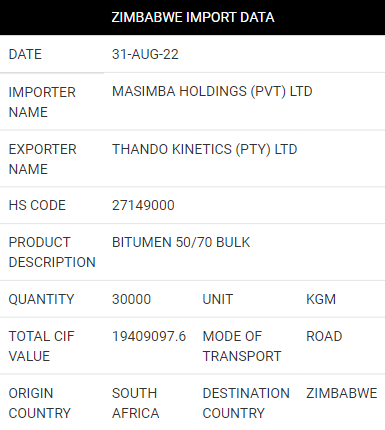 ZIMBABWE IMPORT DATA
DATE 31-AUG-22
IMPORTER NAME MASIMBA HOLDINGS (PVT) LTD
EXPORTER NAME THANDO KINETICS (PTY) LTD
HS CODE 27149000
PRODUCT DESCRIPTION BITUMEN 50/70 BULK
QUANTITY 30000 UNIT KGM
TOTAL CIF VALUE 19409097.6 MODE OF TRANSPORT ROAD
ORIGIN COUNTRY SOUTH AFRICA DESTINATION COUNTRY ZIMBABWE